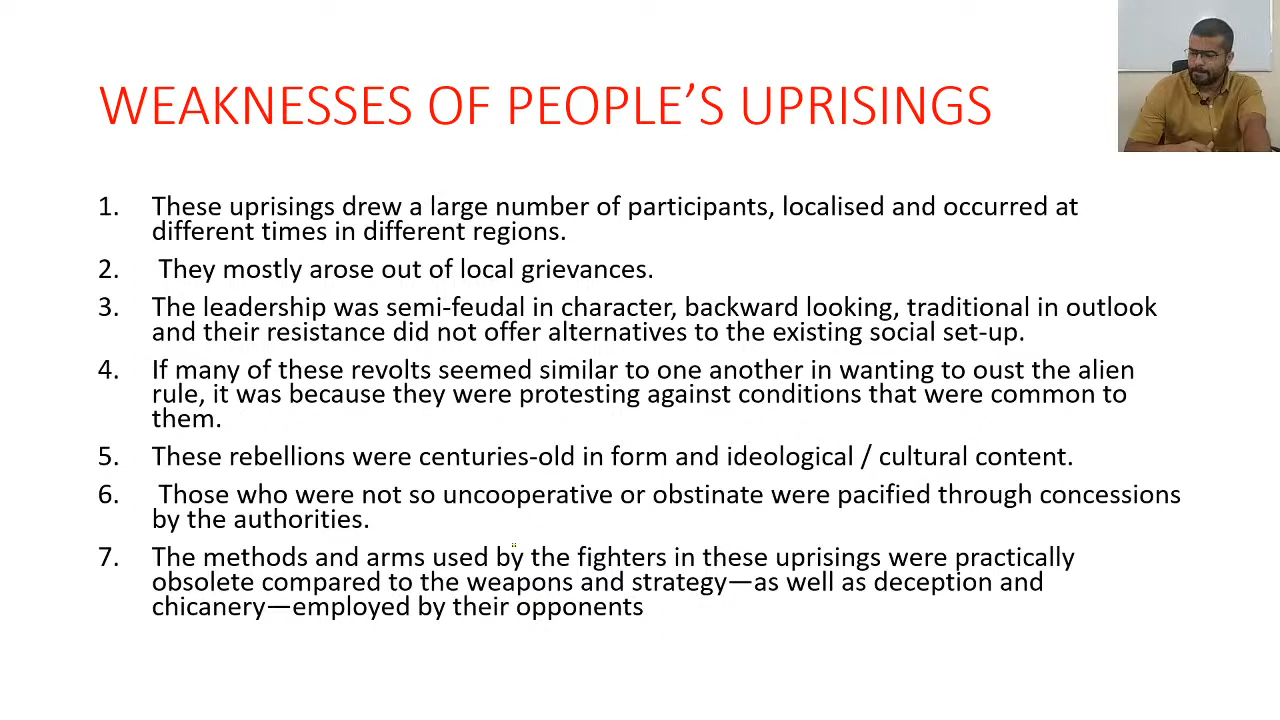 WEAKNESSES OF PEOPLE’S UPRISINGS
1. These uprisings drew a large number of participants, localised and occurred at
different times in different regions.
2. They mostly arose out of local grievances.
3. The leadership was semi-feudal in character, backward looking, traditional in outlook
and their resistance did not offer alternatives to the existing social set-up.
4. If many of these revolts seemed similar to one another in wanting to oust the alien
rule, it was because they were protesting against conditions that were common to
them.
5. These rebellions were centuries-old in form and ideological / cultural content.
6. Those who were not so uncooperative or obstinate were pacified through concessions
by the authorities.
7. The methods and arms used by the fighters in these uprisings were practically
obsolete compared to the weapons and strategy—as well as deception and
chicanery—employed by their opponents